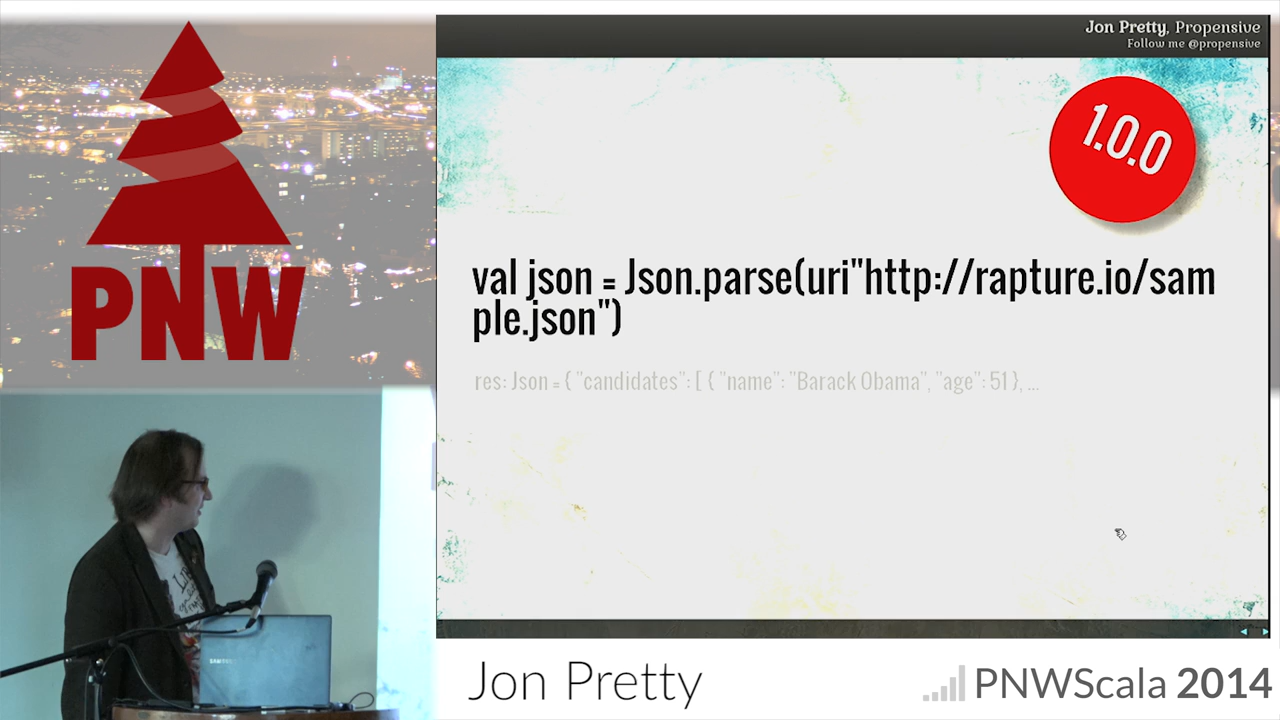 Jon Pretty, Propensive
Follow me @propensive
1.0.0
val json = Json.parse(uri"http://rapture.io/sam
ple.json")
res: Json = { "candidates": [ { "name": "Barack Obama", "age": 51 }, ...
PNW
SAMSUNG
Jon Pretty
PNWScala 2014